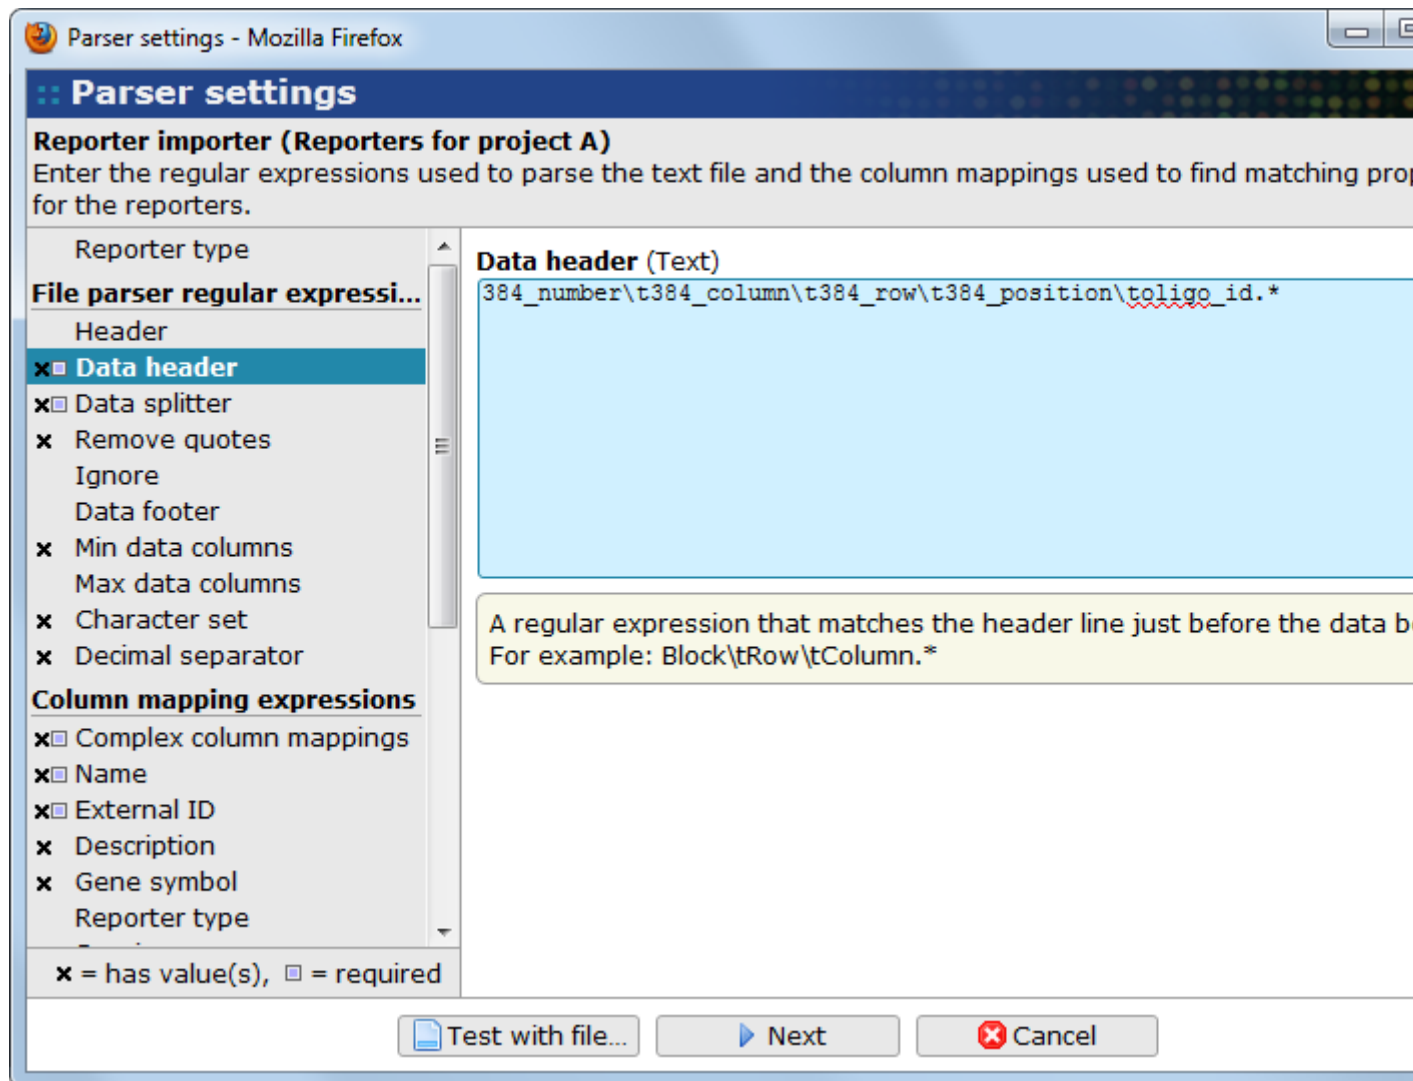 Parser settings - Mozilla Firefox
Parser settings
Reporter importer (Reporters for project A)
Enter the regular expressions used to parse the text file and the column mappings used to find matching prop
for the reporters.
Reporter type
File parser regular expressi...
Header
Data header
Data splitter
Remove quotes
Ignore
Data footer
Min data columns
Max data columns
Character set
Decimal separator
Column mapping expressions
Complex column mappings
Name
External ID
Description
Gene symbol
Reporter type
x = has value(s), = required
Data header (Text)
384_number\t384_column\t384_row\t384_position\toligo_id.*
A regular expression that matches the header line just before the data be
For example: Block\tRow\tColumn.*
Test with file...
Next
Cancel